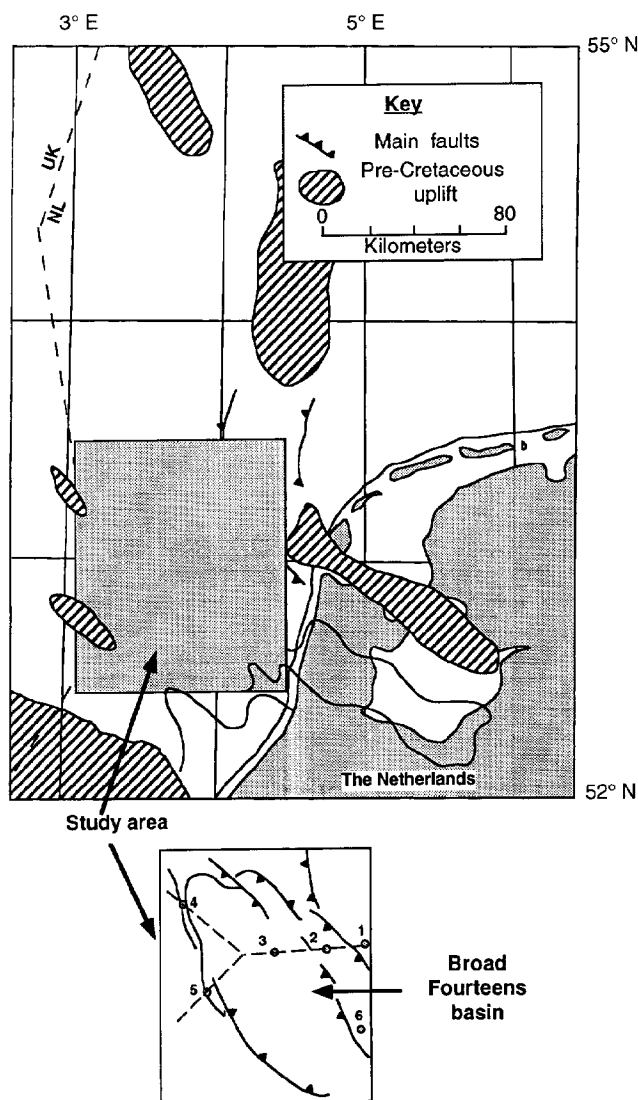 3° E
5° E
55° N
Key
Main faults
Pre-Cretaceous
uplift
0
80
Kilometers
UK
NL
The Netherlands
52° N
Study area
4
3
2
1
5
6
Broad
Fourteens
basin